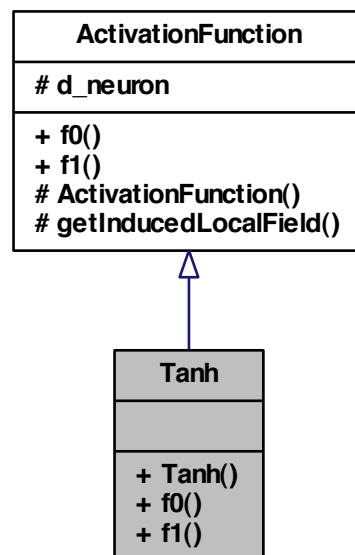 ActivationFunction
# d_neuron
+ f0()
+ f1()
# ActivationFunction()
# getInducedLocalField()
Tanh
+ Tanh()
+ f0()
+ f1()